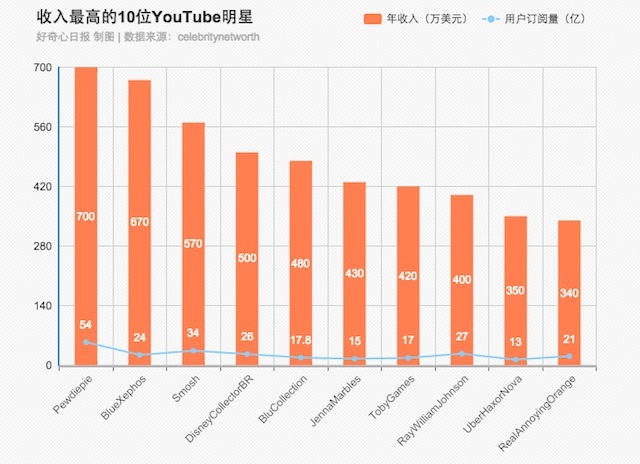 收入最高的10位YouTube明星
好奇心日报 制图 | 数据来源：celebritynetworth
年收入（万美元） 用户订阅量（亿）
700
560
420
280
140
0
700 670 570 500 480 430 420 400 350 340
54 24 34 26 17.8 15 17 27 13 21
Pewdiepie BlueXephos Smosh DisneyCollectorBR BluCollection JennaMarbles TobyGames RayWilliamJohnson UberHaxorNova RealAnnoyingOrange